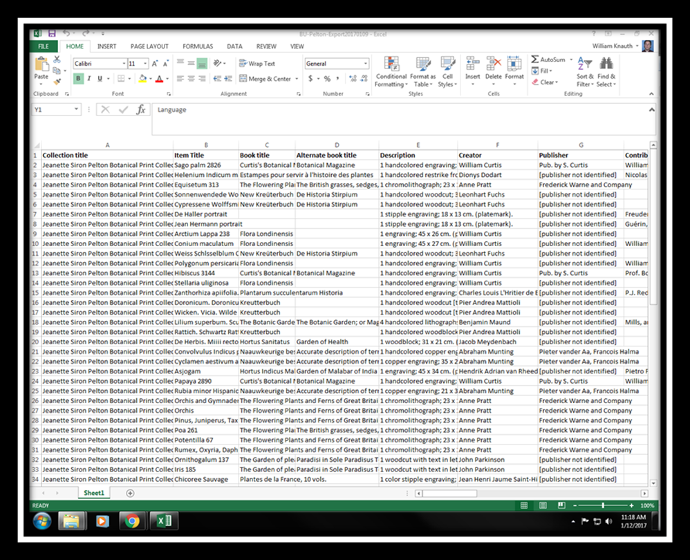 BU-Pelton-Export20170109 - Excel
FILE HOME INSERT PAGE LAYOUT FORMULAS DATA REVIEW VIEW William Knauth
Calibri 11 A A Wrap Text General AutoSum
Paste B I U A Merge & Center $ % , Conditional Formatting Format as Table Cell Styles Insert Delete Format Fill Clear Sort & Filter Find & Select
Clipboard Font Alignment Number Styles Cells Editing
Y1 fx Language
A B C D E F G
1 Collection title Item Title Book title Alternate book title Description Creator Publisher Contrib
2 Jeanette Siron Pelton Botanical Print Collec Sago palm 2826 Curtis's Botanical M Botanical Magazine 1 handcolored engraving; William Curtis Pub. by S. Curtis William
3 Jeanette Siron Pelton Botanical Print Collec Helenium Indicum m Estampes pour servir à l'histoire des plantes 1 handcolored restrike fro Dionys Dodart [publisher not identified] Nicolas
4 Jeanette Siron Pelton Botanical Print Collec Equisetum 313 The Flowering Pla The British grasses, sedges, 1 chromolithograph; 23 x Anne Pratt Frederick Warne and Company
5 Jeanette Siron Pelton Botanical Print Collec Sonnenwende Wo New Kreüterbuch De Historia Stirpium 1 handcolored woodcut; Leonhart Fuchs [publisher not identified]
6 Jeanette Siron Pelton Botanical Print Collec Cypressene Wolffsmi New Kreüterbuch De Historia Stirpium 1 handcolored woodcut; Leonhart Fuchs [publisher not identified]
7 Jeanette Siron Pelton Botanical Print Collec De Haller portrait 1 stipple engraving; 18 x 13 cm. (platemark). [publisher not identified] Freude
8 Jeanette Siron Pelton Botanical Print Collec Jean Hermann portrait 1 stipple engraving; 18 x 13 cm. (platemark). [publisher not identified] Guérin,
9 Jeanette Siron Pelton Botanical Print Collec Arctium Lappa 238 Flora Londinensis 1 engraving; 45 x 26 cm. (p William Curtis [publisher not identified]
10 Jeanette Siron Pelton Botanical Print Collec Conium maculatum Flora Londinensis 1 engraving; 45 x 27 cm. (p William Curtis [publisher not identified] William
11 Jeanette Siron Pelton Botanical Print Collec Weiss Schlsselblum New Kreüterbuch De Historia Stirpium 1 handcolored woodcut; Leonhart Fuchs [publisher not identified]
12 Jeanette Siron Pelton Botanical Print Collec Polygonum persicaria Flora Londinensis 1 handcolored engraving; William Curtis [publisher not identified] William
13 Jeanette Siron Pelton Botanical Print Collec Hibiscus 3144 Curtis's Botanical M Botanical Magazine 1 handcolored engraving; William Curtis Pub. by S. Curtis Prof. Bo
14 Jeanette Siron Pelton Botanical Print Collec Stellaria uliginosa Flora Londinensis 1 handcolored engraving; William Curtis [publisher not identified]
15 Jeanette Siron Pelton Botanical Print Collec Zanthorhiza apiifolia. Plantarum succulentarum Historia 1 handcolored engraving; Charles Louis L'Hritier de B [publisher not identified] P.J. Red
16 Jeanette Siron Pelton Botanical Print Collec Doronicum. Doronicu Kreutterbuch 1 handcolored woodcut [t Pier Andrea Mattioli [publisher not identified]
17 Jeanette Siron Pelton Botanical Print Collec Wicken. Vicia. Wilde Kreutterbuch 1 handcolored woodcut [t Pier Andrea Mattioli [publisher not identified]
18 Jeanette Siron Pelton Botanical Print Collec Lilium superbum. Su The Botanic Garde The Botanic Garden; or Mag 4 handcolored lithograph Benjamin Maund [publisher not identified] Mills, an
19 Jeanette Siron Pelton Botanical Print Collec Rattich. Schwartz Rat Kreutterbuch 1 handcolored woodblock Pier Andrea Mattioli [publisher not identified]
20 Jeanette Siron Pelton Botanical Print Collec De Herbis. Miiii recto Hortus Sanitatus Garden of Health 1 woodblock; 31 x 21 cm. (Jacob Meydenbach [publisher not identified]
21 Jeanette Siron Pelton Botanical Print Collec Convolvulus Indicus Naauwkeurige bes Accurate description of terr 1 handcolored copper en Abraham Munting Pieter vander Aa, Francois Halma
22 Jeanette Siron Pelton Botanical Print Collec Cyclamen aestivum a Naauwkeurige bes Accurate description of terr 1 copper engraving; 35 x 2 Abraham Munting Pieter vander Aa, Francois Halma
23 Jeanette Siron Pelton Botanical Print Collec Asjogam Hortus Indicus Mal Garden of Malabar of India 1 engraving; 45 x 34 cm. (p Hendrik Adrian van Rheed [publisher not identified] Pietro F
24 Jeanette Siron Pelton Botanical Print Collec Papaya 2890 Curtis's Botanical M Botanical Magazine 1 handcolored engraving; William Curtis Pub. by S. Curtis William
25 Jeanette Siron Pelton Botanical Print Collec Rubia minor Hispanic Naauwkeurige bes Accurate description of terr 1 copper engraving; 21 x 3 Abraham Munting Pieter vander Aa, Francois Halma
26 Jeanette Siron Pelton Botanical Print Collec Orchis and Gymnade The Flowering Plants and Ferns of Great Britai 1 chromolithograph; 23 x Anne Pratt Frederick Warne and Company
27 Jeanette Siron Pelton Botanical Print Collec Orchis The Flowering Plants and Ferns of Great Britai 1 chromolithograph; 23 x Anne Pratt Frederick Warne and Company
28 Jeanette Siron Pelton Botanical Print Collec Pinus, Juniperus, Tax The Flowering Plants and Ferns of Great Britai 1 chromolithograph; 23 x Anne Pratt Frederick Warne and Company
29 Jeanette Siron Pelton Botanical Print Collec Poa 261 The Flowering Pla The British grasses, sedges, 1 chromolithograph; 23 x Anne Pratt Frederick Warne and Company
30 Jeanette Siron Pelton Botanical Print Collec Potentilla 67 The Flowering Plants and Ferns of Great Britai 1 chromolithograph; 23 x Anne Pratt Frederick Warne and Company
31 Jeanette Siron Pelton Botanical Print Collec Rumex, Oxyria, Daph The Flowering Plants and Ferns of Great Britai 1 chromolithograph; 23 x Anne Pratt Frederick Warne and Company
32 Jeanette Siron Pelton Botanical Print Collec Ornithogalum 137 The Garden of ple Paradisi in Sole Paradisus T 1 woodcut with text in let John Parkinson [publisher not identified]
33 Jeanette Siron Pelton Botanical Print Collec Iris 185 The Garden of ple Paradisi in Sole Paradisus T 1 woodcut with text in let John Parkinson [publisher not identified]
34 Jeanette Siron Pelton Botanical Print Collec Chicoree Sauvage Plantes de la France, 10 vols. 1 color stipple engraving; Jean Henri Jaume Saint-Hi [publisher not identified]
Sheet1
READY 100%
11:18 AM
1/12/2017